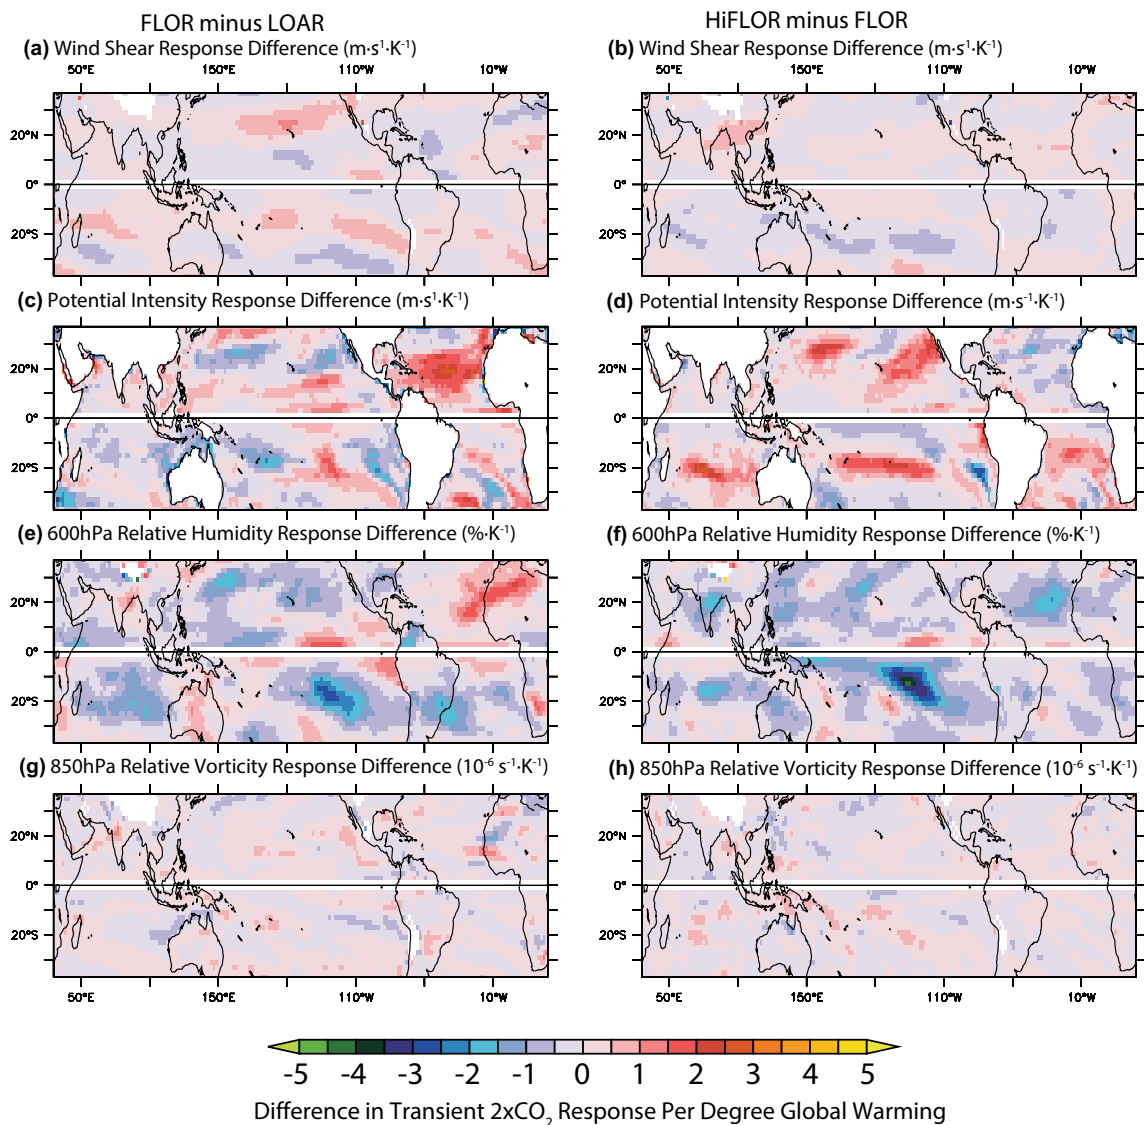 FLOR minus LOAR
HiFLOR minus FLOR
(a) Wind Shear Response Difference (m·s¹·K⁻¹)
(b) Wind Shear Response Difference (m·s¹·K⁻¹)
50°E 150°E 110°W 10°W
50°E 150°E 110°W 10°W
20°N
0°
20°S
20°N
0°
20°S
(c) Potential Intensity Response Difference (m·s¹·K⁻¹)
(d) Potential Intensity Response Difference (m·s¹·K⁻¹)
20°N
0°
20°S
20°N
0°
20°S
(e) 600hPa Relative Humidity Response Difference (%·K⁻¹)
(f) 600hPa Relative Humidity Response Difference (%·K⁻¹)
20°N
0°
20°S
20°N
0°
20°S
(g) 850hPa Relative Vorticity Response Difference (10⁻⁶ s⁻¹·K⁻¹)
(h) 850hPa Relative Vorticity Response Difference (10⁻⁶ s⁻¹·K⁻¹)
20°N
0°
20°S
20°N
0°
20°S
50°E 150°E 110°W 10°W
50°E 150°E 110°W 10°W
-5 -4 -3 -2 -1 0 1 2 3 4 5
Difference in Transient 2xCO₂ Response Per Degree Global Warming